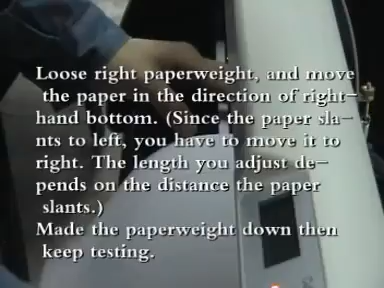 Loose right paperweight, and move
the paper in the direction of right-
hand bottom. (Since the paper sla-
nts to left, you have to move it to
right. The length you adjust de-
pends on the distance the paper
slants.)
Made the paperweight down then
keep testing.